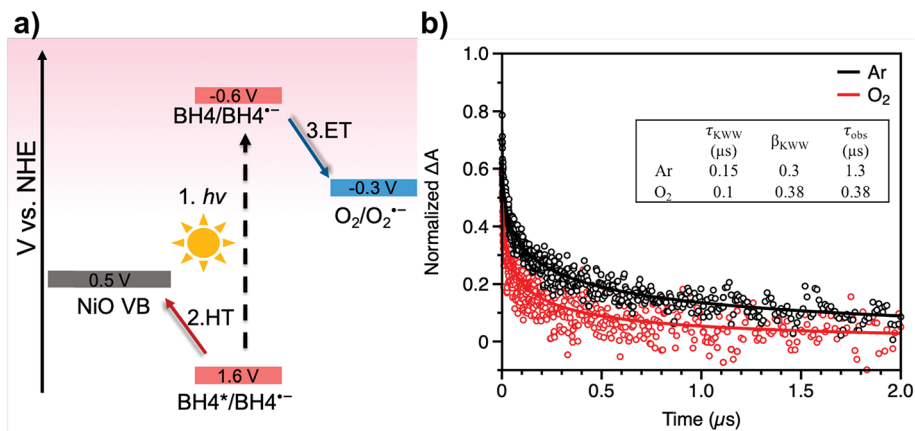 a)
V vs. NHE
-0.6 V
BH4/BH4•−
3.ET
-0.3 V
O₂/O₂•−
1. hν
0.5 V
NiO VB
2.HT
1.6 V
BH4*/BH4•−
b)
Normalized ΔA
1.0
0.8
0.6
0.4
0.2
0
Ar
O₂
τKWW (μs) βKWW τobs (μs)
Ar 0.15 0.3 1.3
O₂ 0.1 0.38 0.38
0 0.5 1.0 1.5 2.0
Time (μs)